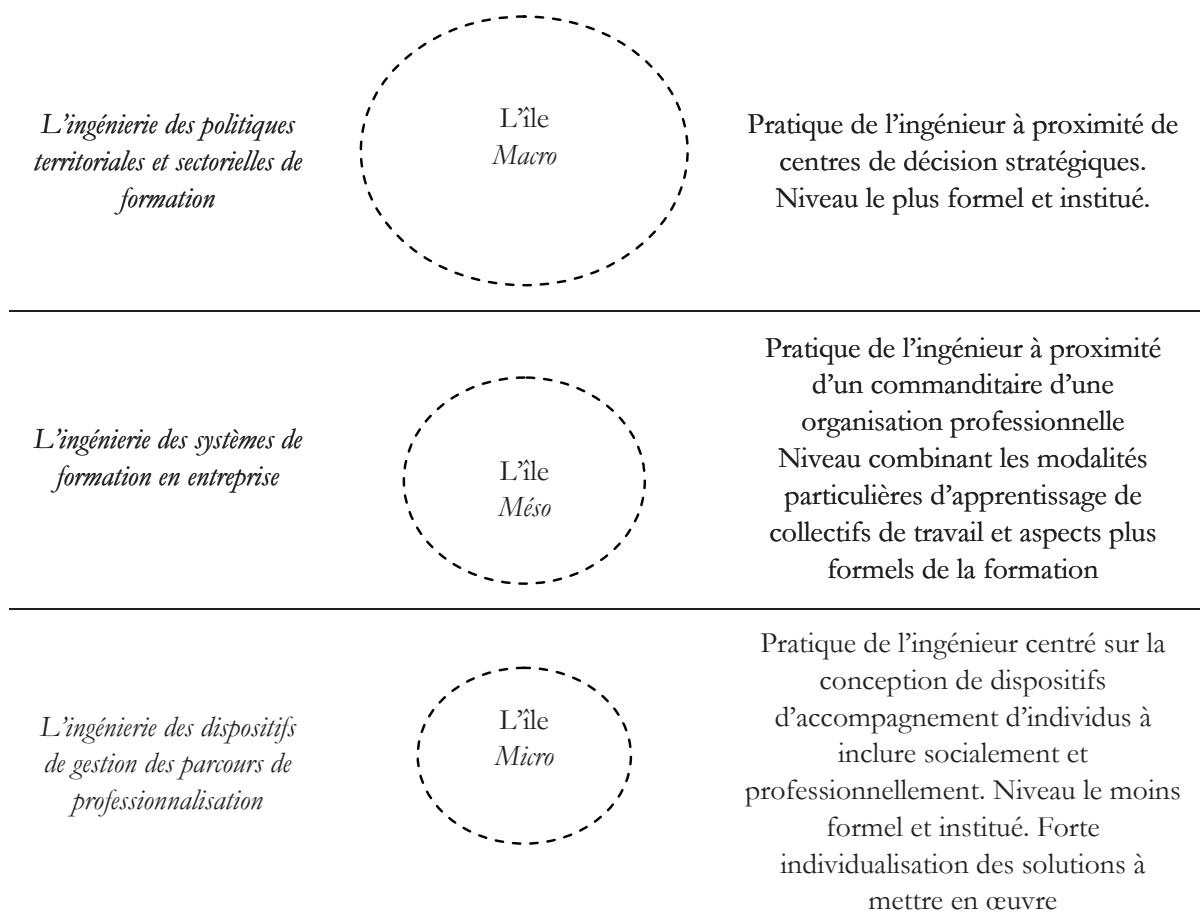 L’ingénierie des politiques
territoriales et sectorielles de
formation
L’île
Macro
Pratique de l’ingénieur à proximité de
centres de décision stratégiques.
Niveau le plus formel et institué.
L’ingénierie des systèmes de
formation en entreprise
L’île
Méso
Pratique de l’ingénieur à proximité
d’un commanditaire d’une
organisation professionnelle
Niveau combinant les modalités
particulières d’apprentissage de
collectifs de travail et aspects plus
formels de la formation
L’ingénierie des dispositifs
de gestion des parcours de
professionnalisation
L’île
Micro
Pratique de l’ingénieur centré sur la
conception de dispositifs
d’accompagnement d’individus à
inclure socialement et
professionnellement. Niveau le moins
formel et institué. Forte
individualisation des solutions à
mettre en œuvre